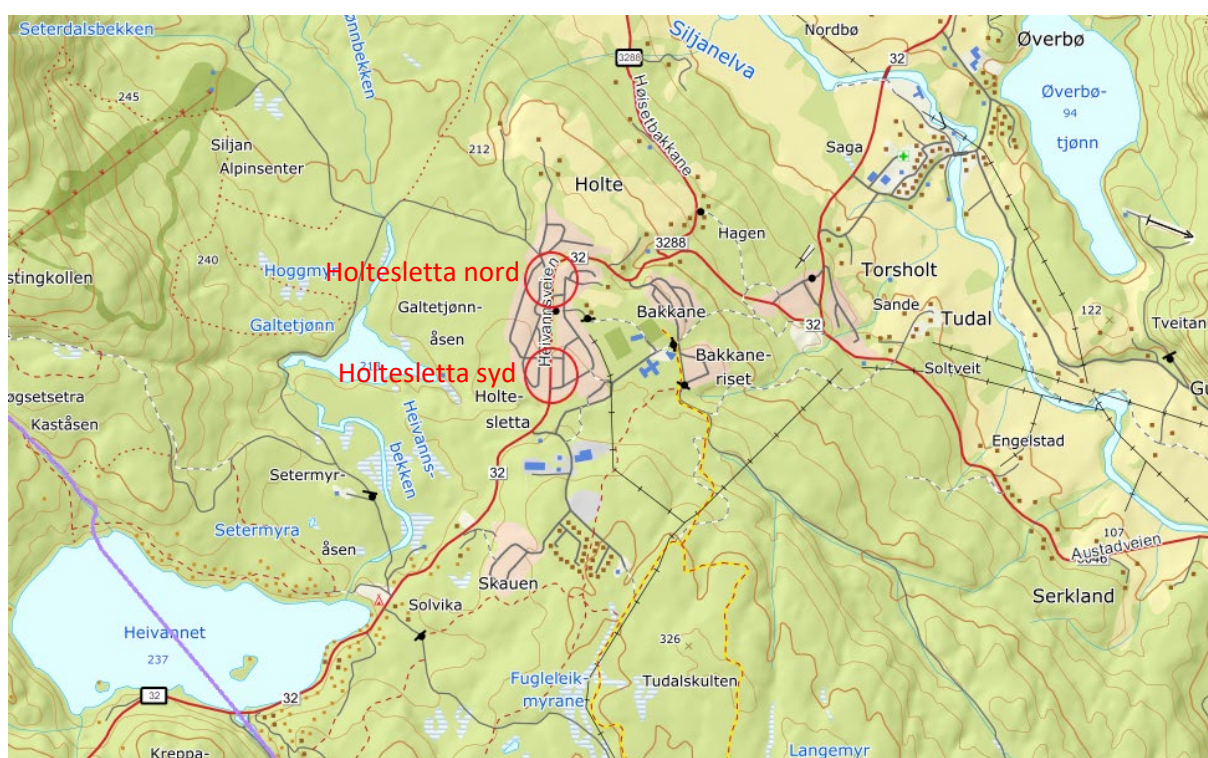 Seterdalsbekken
Siljanelva
Nordbø
Øverbø
32
3288
Høisetbakkane
245
Øverbø-
94
tjønn
Siljan
Alpinsenter
212
Saga
Holte
Hagen
3288
32
Holtesletta nord
240
Hoggmyr
Torsholt
Sande
Tudal
122
Tveitan
Galtetjønn
Galtetjønn-
åsen
Heivannsveien
Bakkane
32
Bakkane-
riset
Soltveit
Holtesletta syd
Holte-
sletta
Kaståsen
Heivanns-
bekken
Engelstad
32
Setermyr-
åsen
Setermyra
107
Austadveien
Skauen
Solvika
Serkland
Heivannet
237
326
Tudalskulten
Fugleleik-
myrane
32
32
Langemyr
Kreppa-